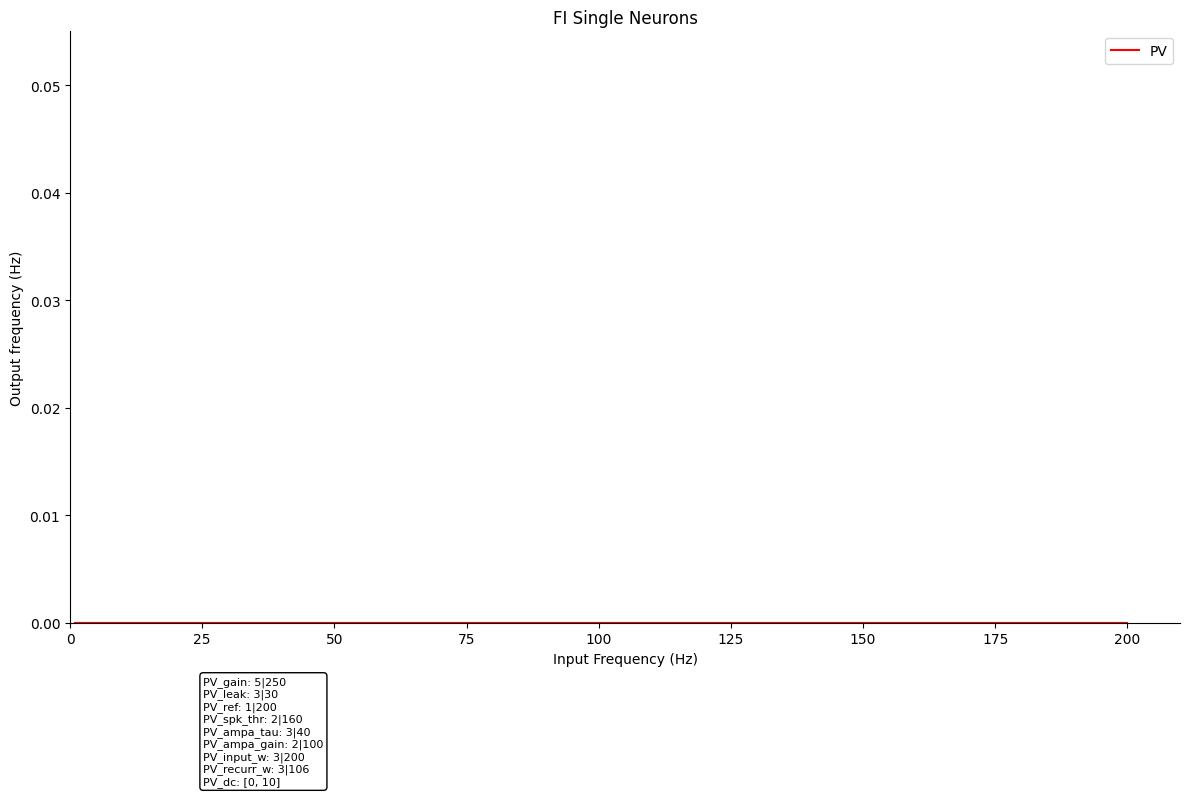 FI Single Neurons
PV
0.05
0.04
0.03
0.02
0.01
0.00
Output frequency (Hz)
0 25 50 75 100 125 150 175 200
Input Frequency (Hz)
PV_gain: 5|250
PV_leak: 3|30
PV_ref: 1|200
PV_spk_thr: 2|160
PV_ampa_tau: 3|40
PV_ampa_gain: 2|100
PV_input_w: 3|200
PV_recurr_w: 3|106
PV_dc: [0, 10]